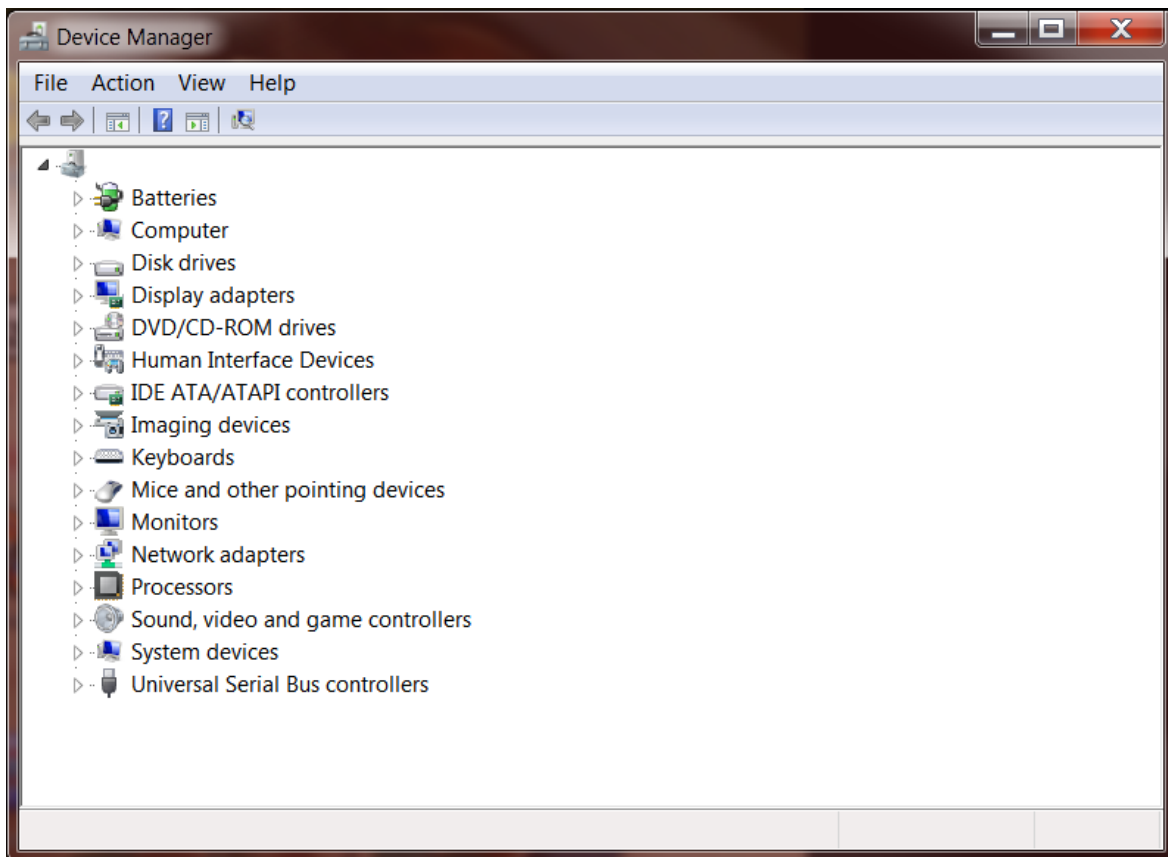 Device Manager
File Action View Help
Batteries
Computer
Disk drives
Display adapters
DVD/CD-ROM drives
Human Interface Devices
IDE ATA/ATAPI controllers
Imaging devices
Keyboards
Mice and other pointing devices
Monitors
Network adapters
Processors
Sound, video and game controllers
System devices
Universal Serial Bus controllers